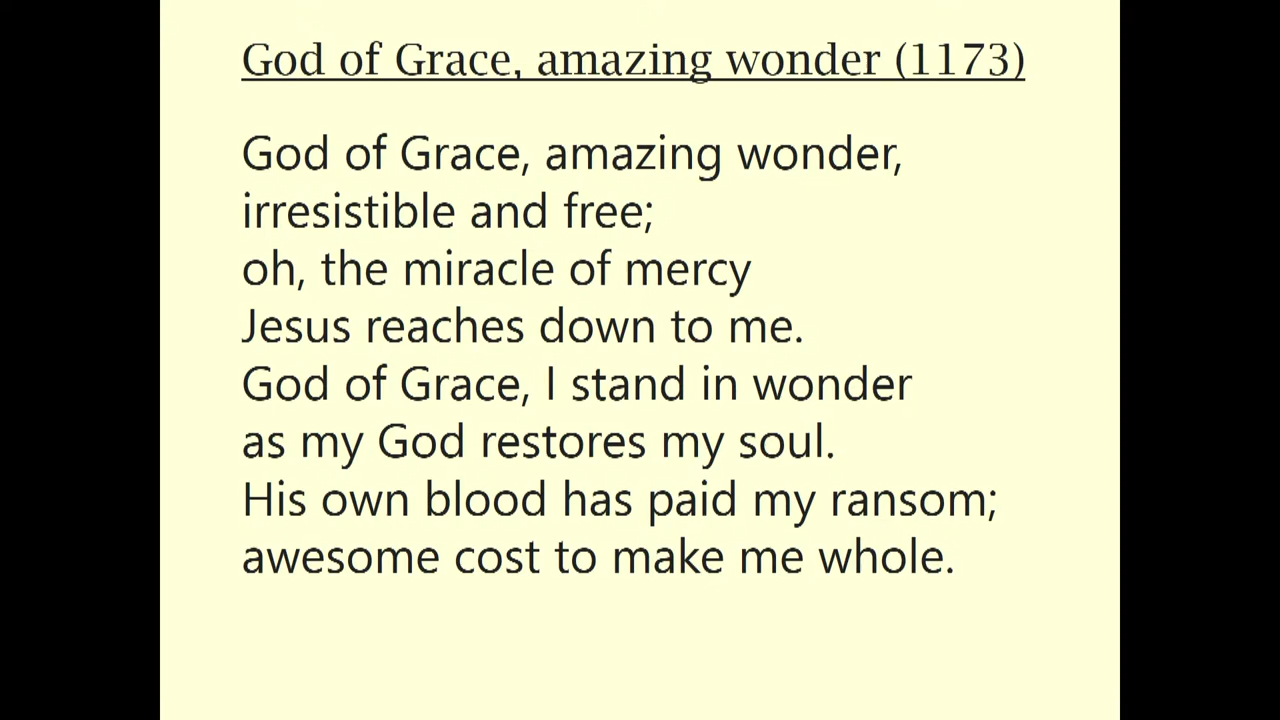 God of Grace, amazing wonder (1173)
God of Grace, amazing wonder,
irresistible and free;
oh, the miracle of mercy
Jesus reaches down to me.
God of Grace, I stand in wonder
as my God restores my soul.
His own blood has paid my ransom;
awesome cost to make me whole.